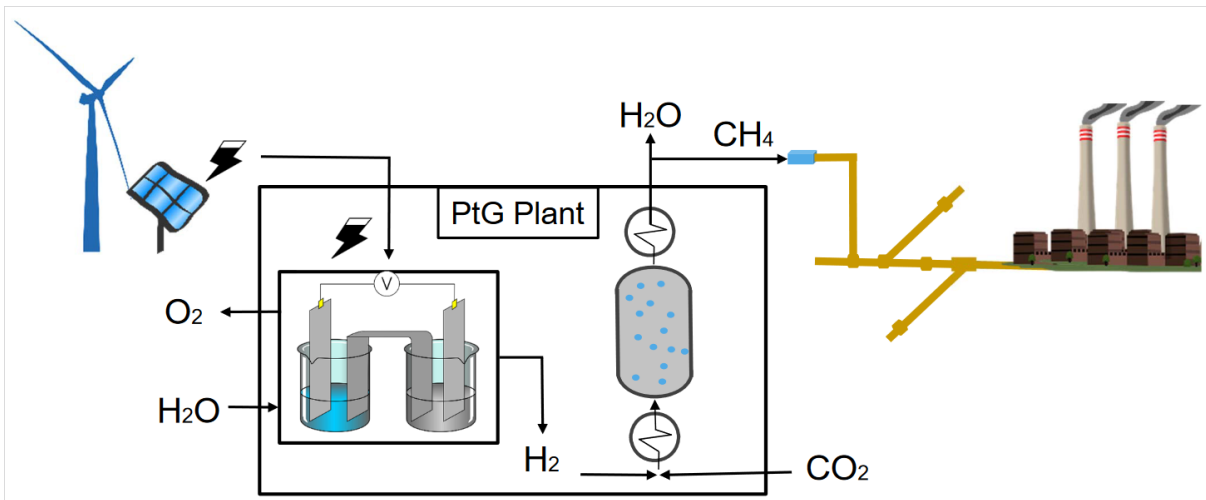 H₂O
CH₄
PtG Plant
V
O₂
H₂O
H₂
CO₂